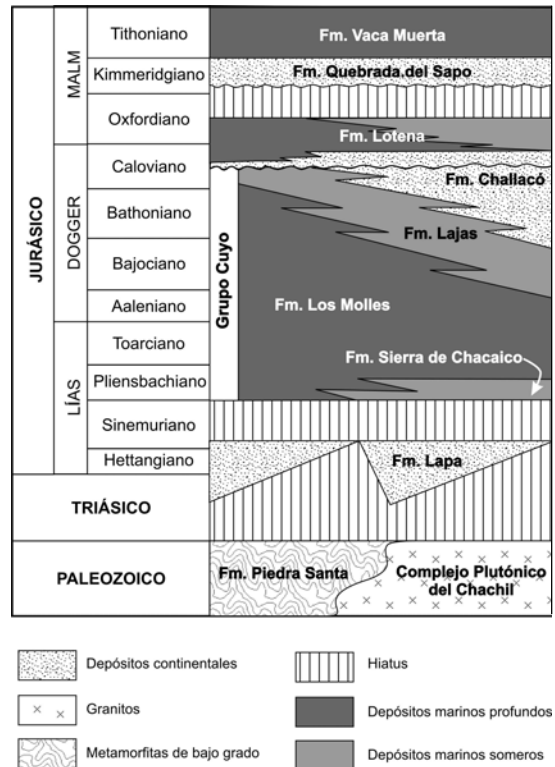 JURÁSICO
MALM
DOGGER
LÍAS
Tithoniano
Kimmeridgiano
Oxfordiano
Caloviano
Bathoniano
Bajociano
Aaleniano
Toarciano
Pliensbachiano
Sinemuriano
Hettangiano
TRIÁSICO
PALEOZOICO
Grupo Cuyo
Fm. Vaca Muerta
Fm. Quebrada.del Sapo
Fm. Lotena
Fm. Challacó
Fm. Lajas
Fm. Los Molles
Fm. Sierra de Chacaico
Fm. Lapa
Fm. Piedra Santa
Complejo Plutónico
del Chachil
Depósitos continentales
Granitos
Metamorfitas de bajo grado
Hiatus
Depósitos marinos profundos
Depósitos marinos someros